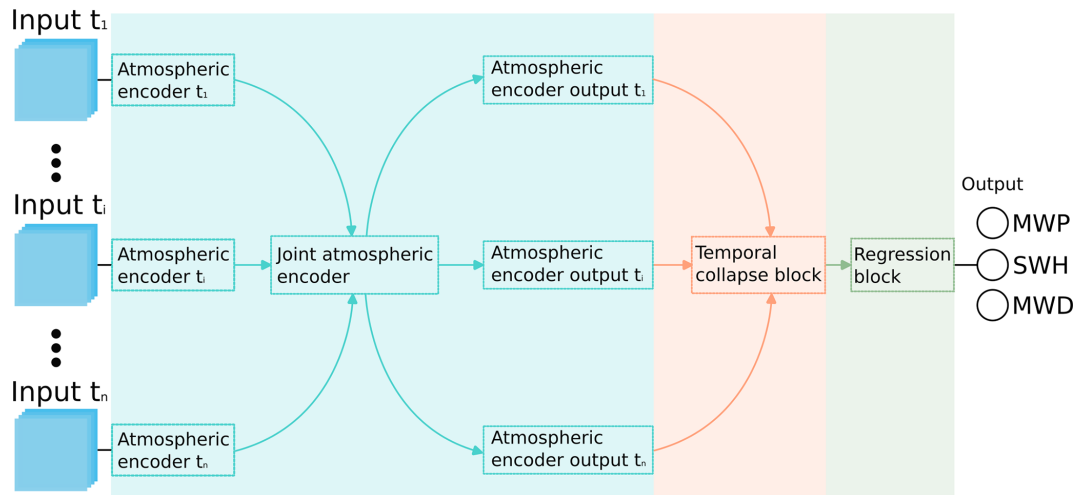 Input t₁
Atmospheric
encoder t₁
Atmospheric
encoder output t₁
Input tᵢ
Atmospheric
encoder tᵢ
Joint atmospheric
encoder
Atmospheric
encoder output tᵢ
Temporal
collapse block
Regression
block
Output
MWP
SWH
MWD
Input tₙ
Atmospheric
encoder tₙ
Atmospheric
encoder output tₙ